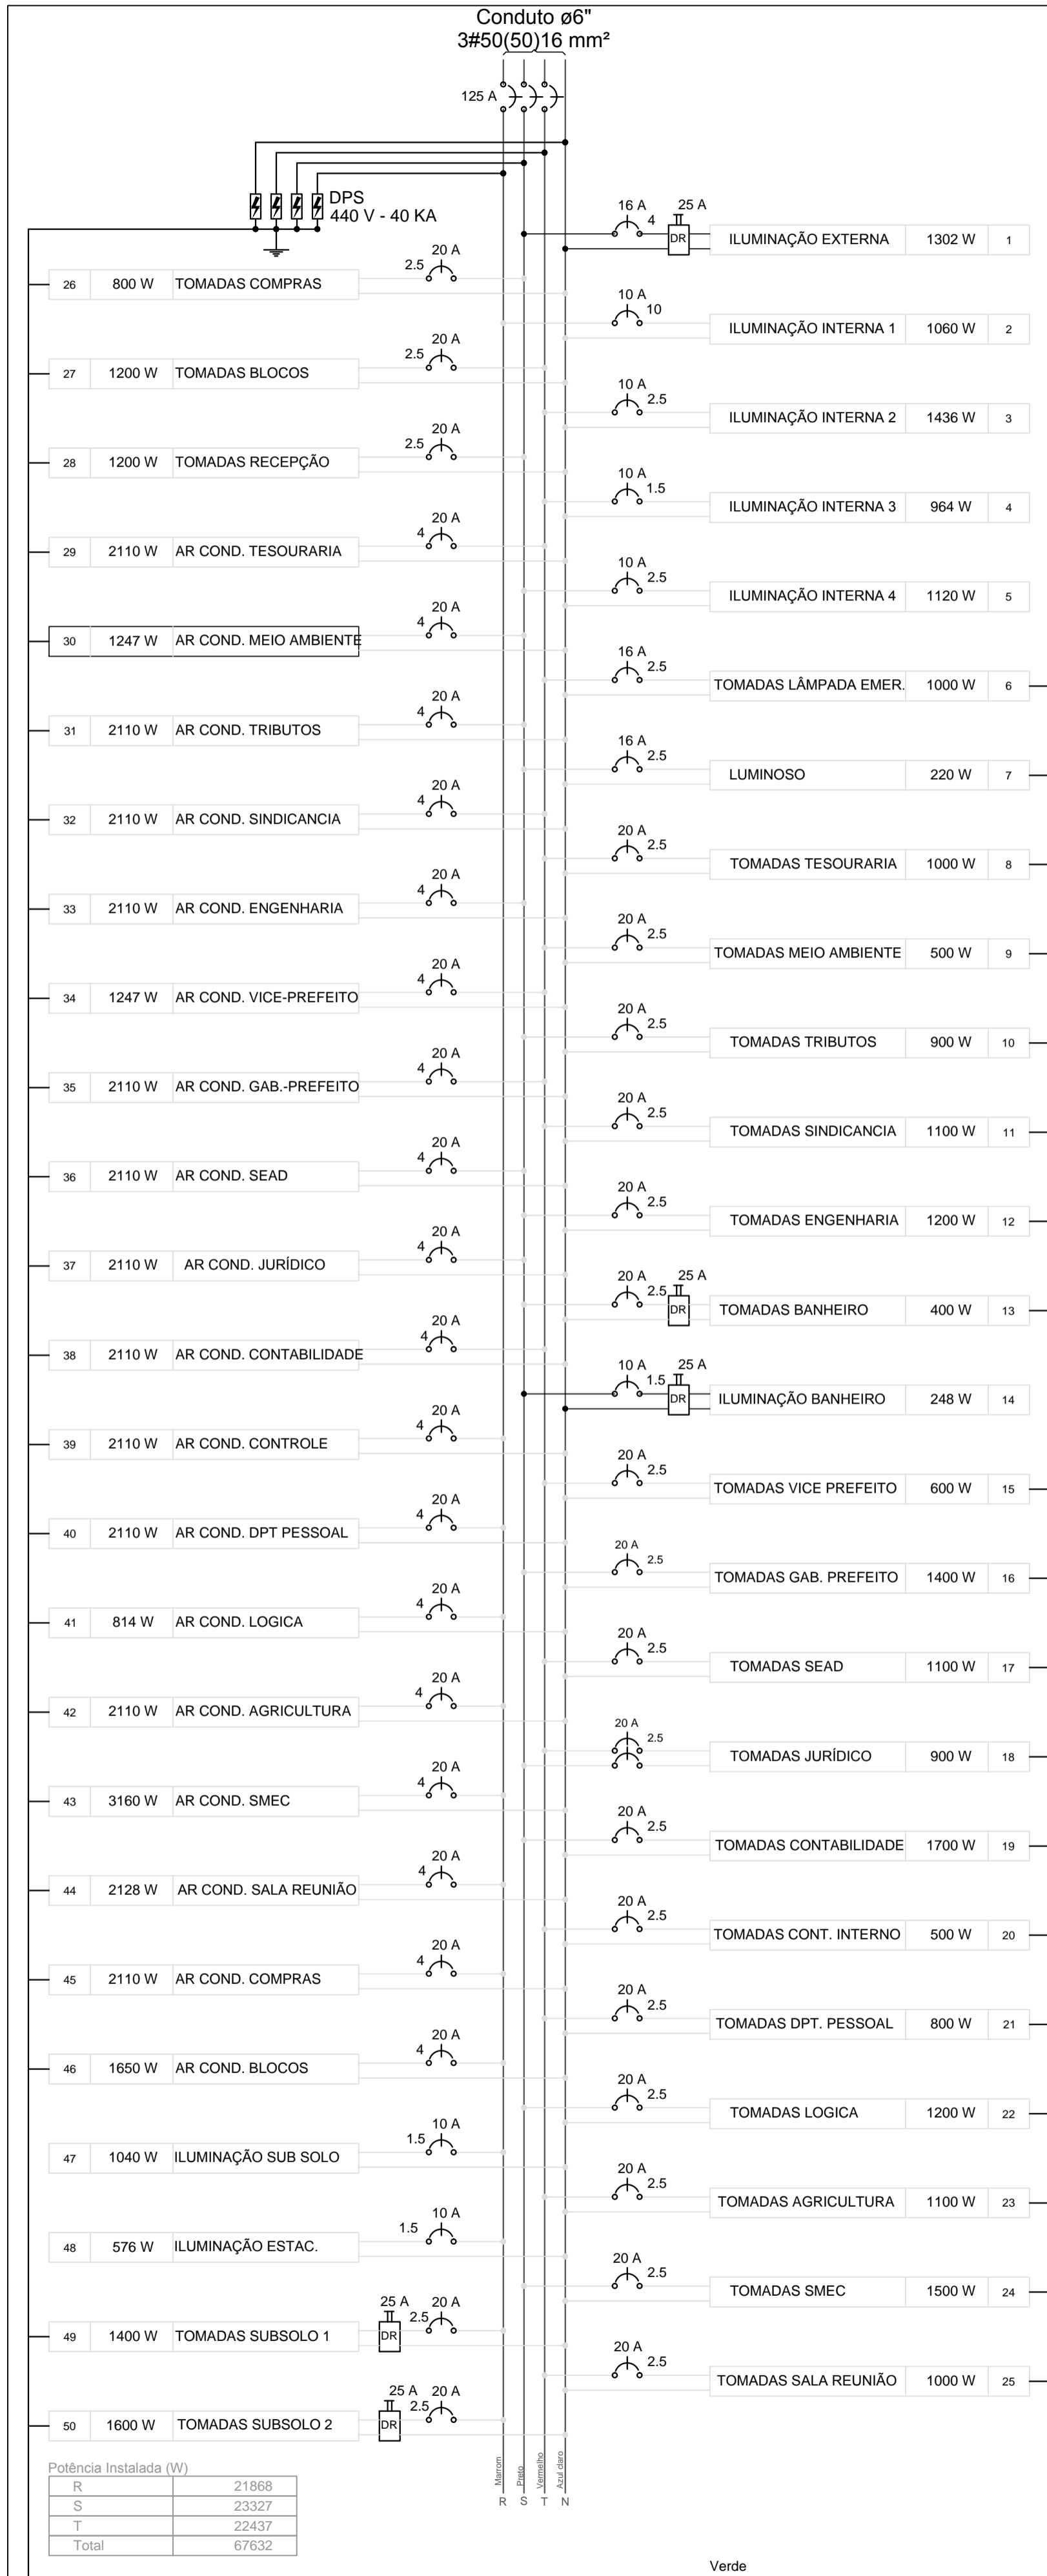 Conduto ø6"
3#50(50)16 mm²
125 A
DPS
440 V - 40 KA
16 A 4 25 A DR ILUMINAÇÃO EXTERNA 1302 W 1
10 A 10 ILUMINAÇÃO INTERNA 1 1060 W 2
10 A 2.5 ILUMINAÇÃO INTERNA 2 1436 W 3
10 A 1.5 ILUMINAÇÃO INTERNA 3 964 W 4
10 A 2.5 ILUMINAÇÃO INTERNA 4 1120 W 5
16 A 2.5 TOMADAS LÂMPADA EMER. 1000 W 6
16 A 2.5 LUMINOSO 220 W 7
20 A 2.5 TOMADAS TESOURARIA 1000 W 8
20 A 2.5 TOMADAS MEIO AMBIENTE 500 W 9
20 A 2.5 TOMADAS TRIBUTOS 900 W 10
20 A 2.5 TOMADAS SINDICANCIA 1100 W 11
20 A 2.5 TOMADAS ENGENHARIA 1200 W 12
20 A 2.5 25 A DR TOMADAS BANHEIRO 400 W 13
10 A 1.5 25 A DR ILUMINAÇÃO BANHEIRO 248 W 14
20 A 2.5 TOMADAS VICE PREFEITO 600 W 15
20 A 2.5 TOMADAS GAB. PREFEITO 1400 W 16
20 A 2.5 TOMADAS SEAD 1100 W 17
20 A 2.5 TOMADAS JURÍDICO 900 W 18
20 A 2.5 TOMADAS CONTABILIDADE 1700 W 19
20 A 2.5 TOMADAS CONT. INTERNO 500 W 20
20 A 2.5 TOMADAS DPT. PESSOAL 800 W 21
20 A 2.5 TOMADAS LOGICA 1200 W 22
20 A 2.5 TOMADAS AGRICULTURA 1100 W 23
20 A 2.5 TOMADAS SMEC 1500 W 24
20 A 2.5 TOMADAS SALA REUNIÃO 1000 W 25
26 800 W TOMADAS COMPRAS 2.5 20 A
27 1200 W TOMADAS BLOCOS 2.5 20 A
28 1200 W TOMADAS RECEPÇÃO 2.5 20 A
29 2110 W AR COND. TESOURARIA 4 20 A
30 1247 W AR COND. MEIO AMBIENTE 4 20 A
31 2110 W AR COND. TRIBUTOS 4 20 A
32 2110 W AR COND. SINDICANCIA 4 20 A
33 2110 W AR COND. ENGENHARIA 4 20 A
34 1247 W AR COND. VICE-PREFEITO 4 20 A
35 2110 W AR COND. GAB.-PREFEITO 4 20 A
36 2110 W AR COND. SEAD 4 20 A
37 2110 W AR COND. JURÍDICO 4 20 A
38 2110 W AR COND. CONTABILIDADE 4 20 A
39 2110 W AR COND. CONTROLE 4 20 A
40 2110 W AR COND. DPT PESSOAL 4 20 A
41 814 W AR COND. LOGICA 4 20 A
42 2110 W AR COND. AGRICULTURA 4 20 A
43 3160 W AR COND. SMEC 4 20 A
44 2128 W AR COND. SALA REUNIÃO 4 20 A
45 2110 W AR COND. COMPRAS 4 20 A
46 1650 W AR COND. BLOCOS 4 20 A
47 1040 W ILUMINAÇÃO SUB SOLO 1.5 10 A
48 576 W ILUMINAÇÃO ESTAC. 1.5 10 A
49 1400 W TOMADAS SUBSOLO 1 25 A DR 2.5 20 A
50 1600 W TOMADAS SUBSOLO 2 25 A DR 2.5 20 A
Marrom
Preto
Vermelho
Azul claro
R S T N
Potência Instalada (W)
R 21868
S 23327
T 22437
Total 67632
Verde